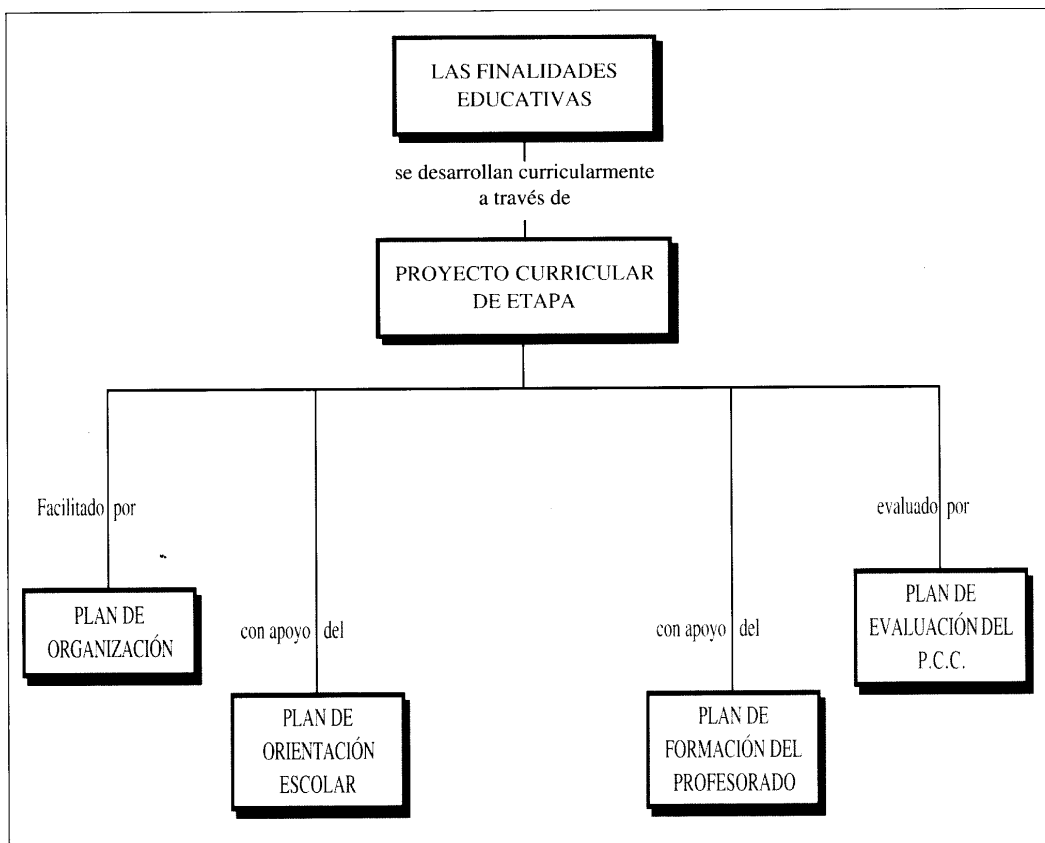 LAS FINALIDADES
EDUCATIVAS
se desarrollan curricularmente
a través de
PROYECTO CURRICULAR
DE ETAPA
Facilitado por
PLAN DE
ORGANIZACIÓN
con apoyo del
PLAN DE
ORIENTACIÓN
ESCOLAR
con apoyo del
PLAN DE
FORMACIÓN DEL
PROFESORADO
evaluado por
PLAN DE
EVALUACIÓN DEL
P.C.C.